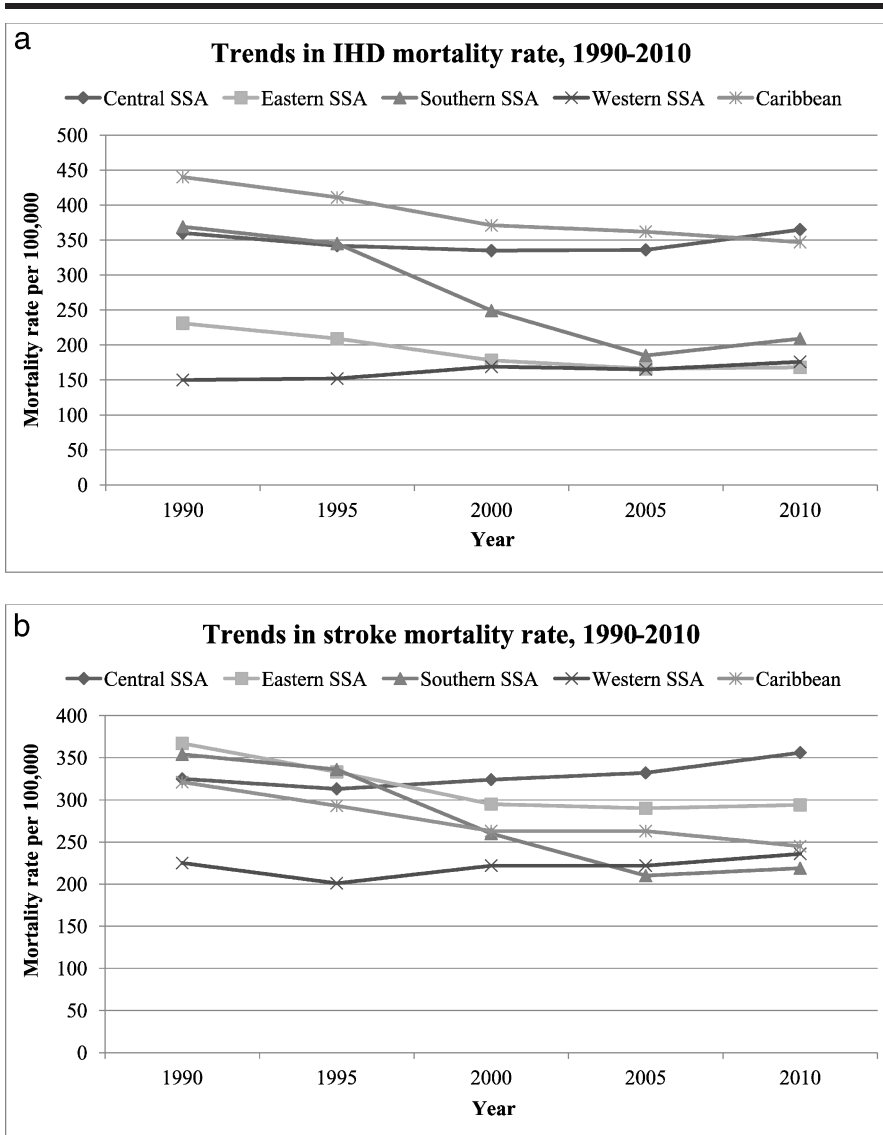 a
Trends in IHD mortality rate, 1990-2010
Central SSA Eastern SSA Southern SSA Western SSA Caribbean
500
450
400
350
300
250
200
150
100
50
0
Mortality rate per 100,000
1990 1995 2000 2005 2010
Year
b
Trends in stroke mortality rate, 1990-2010
Central SSA Eastern SSA Southern SSA Western SSA Caribbean
400
350
300
250
200
150
100
50
0
Mortality rate per 100,000
1990 1995 2000 2005 2010
Year